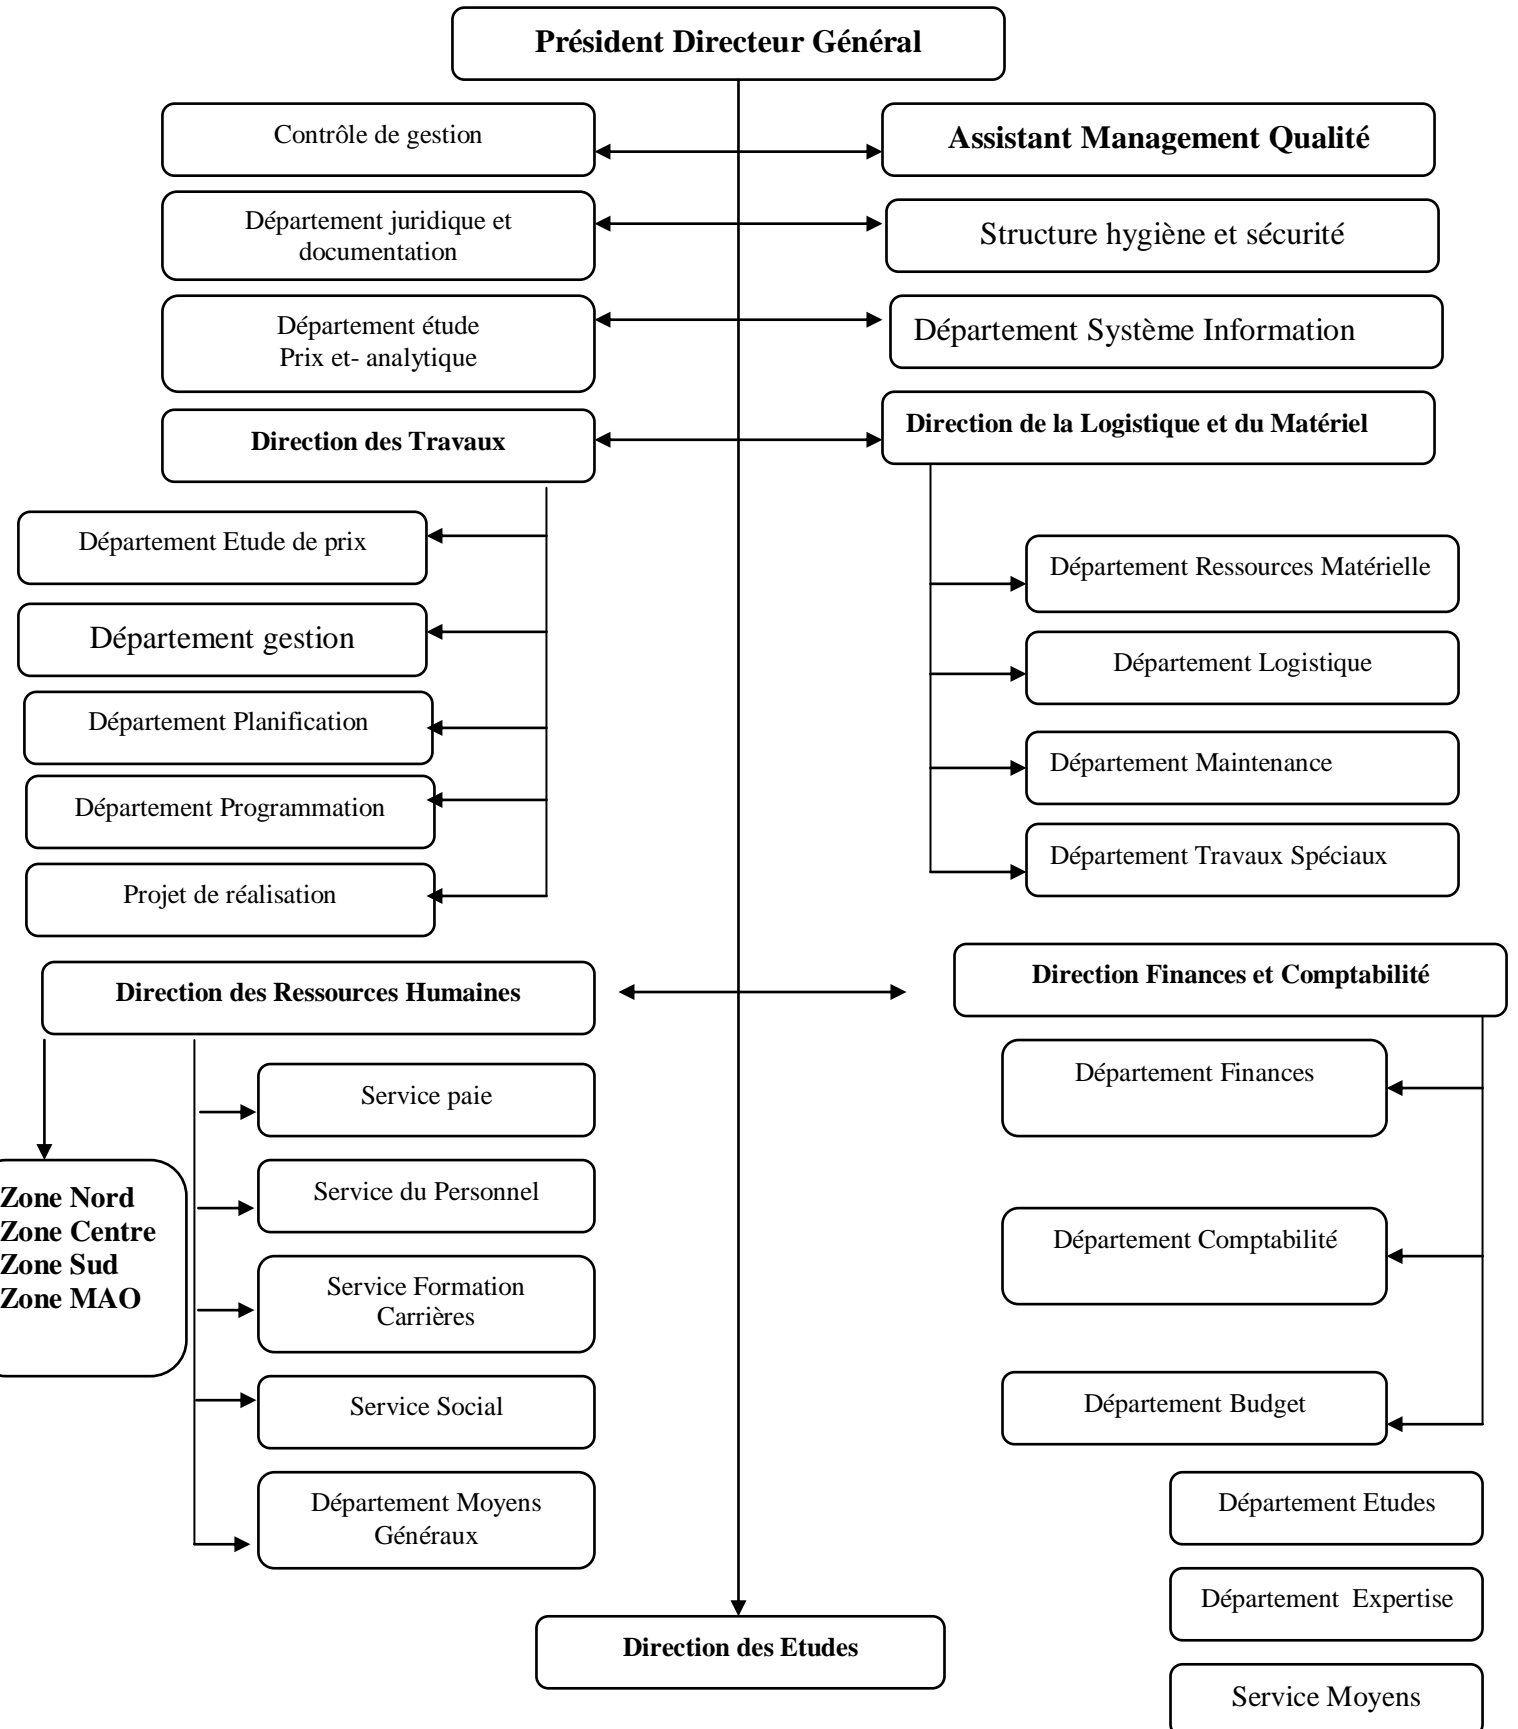 Président Directeur Général
Contrôle de gestion
Assistant Management Qualité
Département juridique et
documentation
Structure hygiène et sécurité
Département étude
Prix et- analytique
Département Système Information
Direction des Travaux
Direction de la Logistique et du Matériel
Département Etude de prix
Département gestion
Département Planification
Département Programmation
Projet de réalisation
Département Ressources Matérielle
Département Logistique
Département Maintenance
Département Travaux Spéciaux
Direction des Ressources Humaines
Direction Finances et Comptabilité
Zone Nord
Zone Centre
Zone Sud
Zone MAO
Service paie
Service du Personnel
Service Formation
Carrières
Service Social
Département Moyens
Généraux
Département Finances
Département Comptabilité
Département Budget
Département Etudes
Département  Expertise
Service Moyens
Direction des Etudes